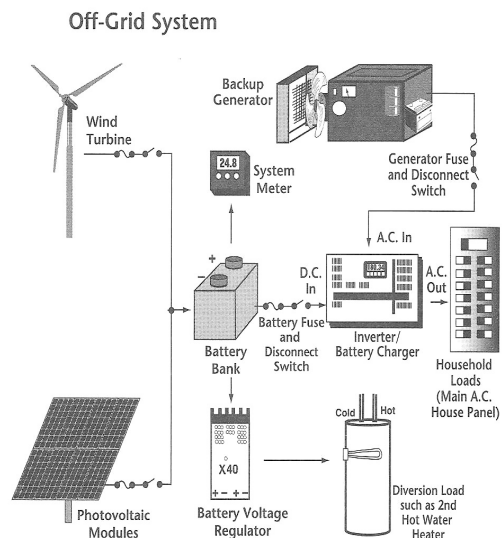 Off-Grid System
Backup
Generator
Wind
Turbine
24.8
System
Meter
Generator Fuse
and Disconnect
Switch
A.C. In
+
−
D.C.
In
180.34
A.C.
Out
Battery Fuse
and
Disconnect
Switch
Battery
Bank
Inverter/
Battery Charger
Household
Loads
(Main A.C.
House Panel)
Cold
Hot
X40
+ − + −
Photovoltaic
Modules
Battery Voltage
Regulator
Diversion Load
such as 2nd
Hot Water
Heater